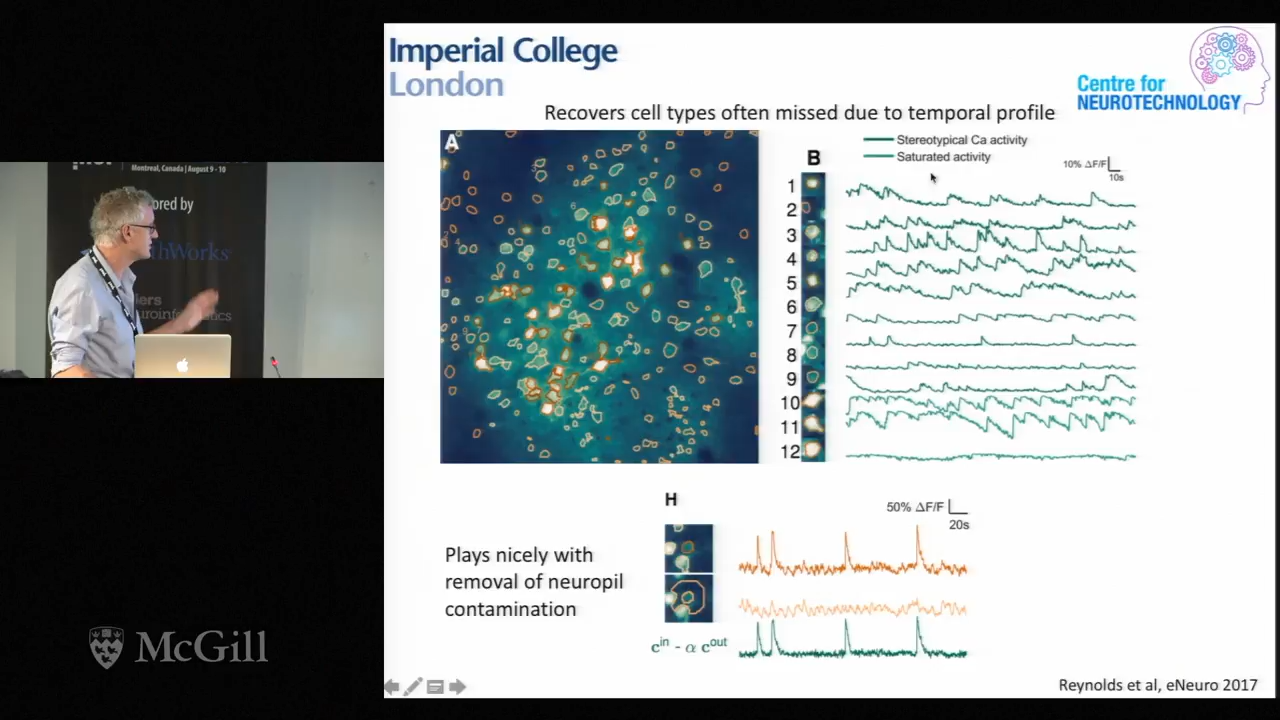 Imperial College
London
Centre for
NEUROTECHNOLOGY
Recovers cell types often missed due to temporal profile
A
B
Stereotypical Ca activity
Saturated activity
10% ΔF/F
10s
1
2
3
4
5
6
7
8
9
10
11
12
H
50% ΔF/F
20s
Plays nicely with
removal of neuropil
contamination
c^in - α c^out
Reynolds et al, eNeuro 2017
Montreal, Canada | August 9 - 10
ored by
thWorks
iers
uroinformatics
McGill